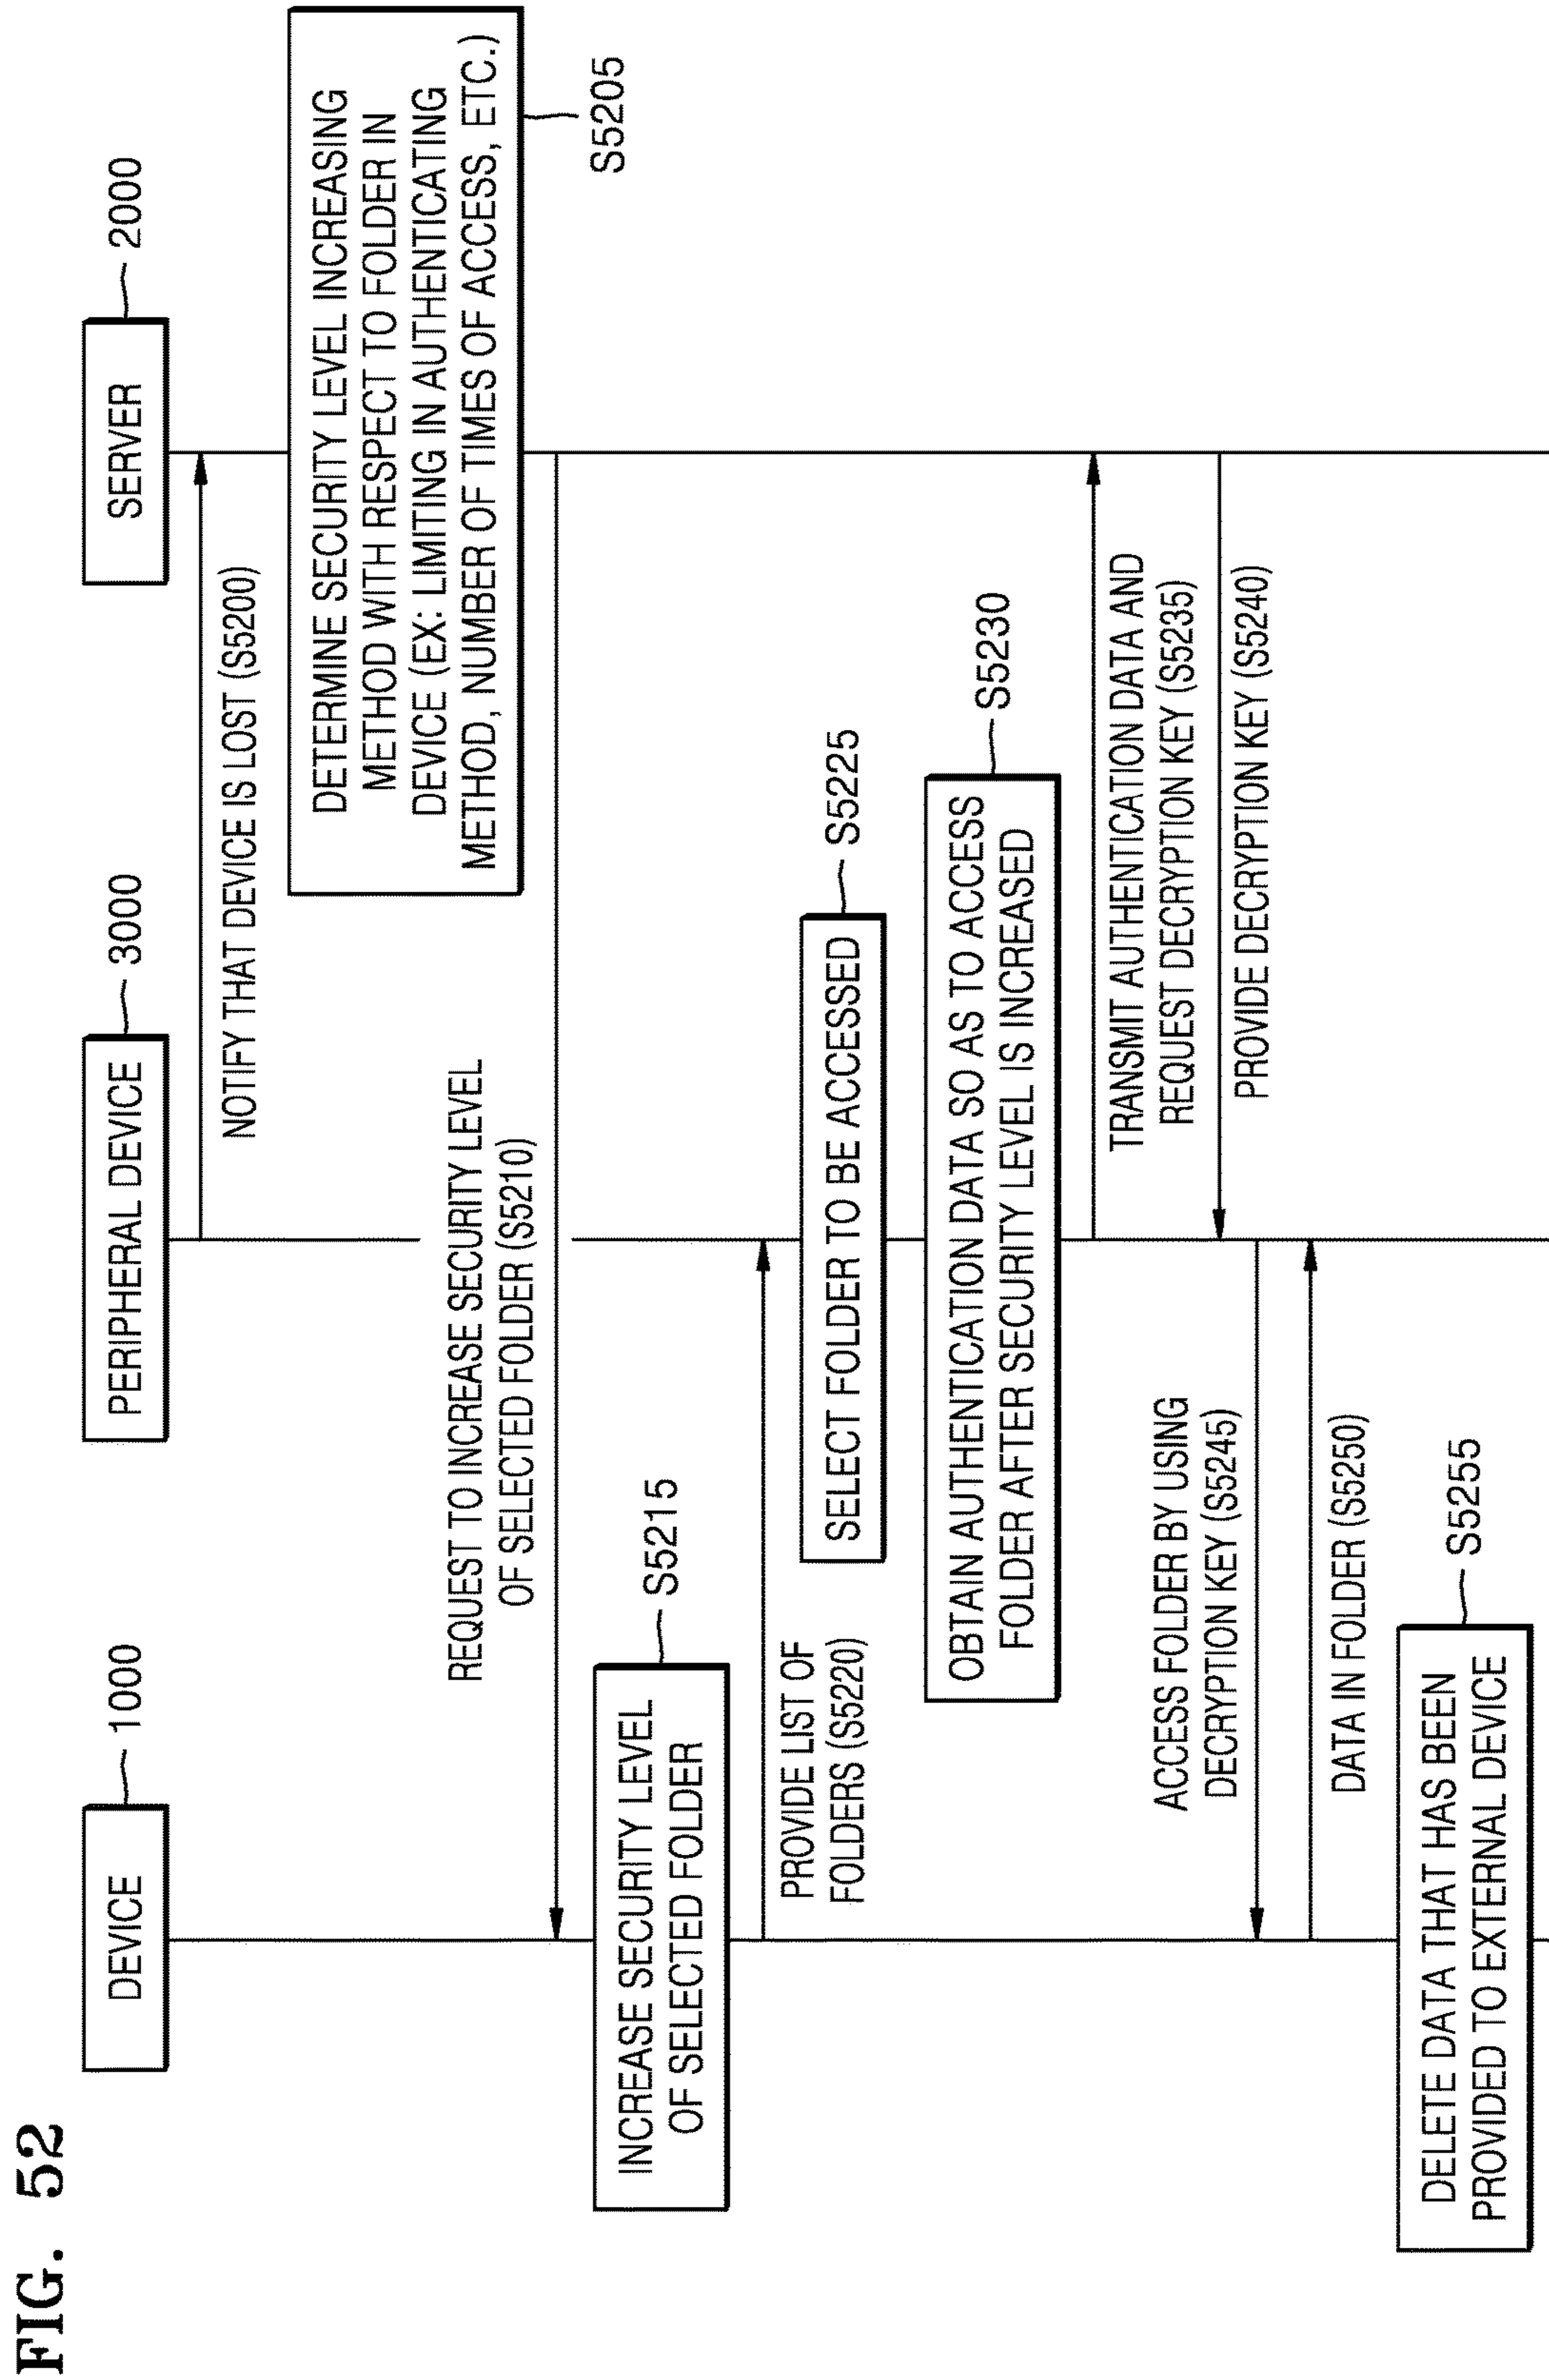 FIG. 52
DEVICE
1000
PERIPHERAL DEVICE
3000
SERVER
2000
NOTIFY THAT DEVICE IS LOST (S5200)
DETERMINE SECURITY LEVEL INCREASING
METHOD WITH RESPECT TO FOLDER IN
DEVICE (EX: LIMITING IN AUTHENTICATING
METHOD, NUMBER OF TIMES OF ACCESS, ETC.)
S5205
REQUEST TO INCREASE SECURITY LEVEL
OF SELECTED FOLDER (S5210)
INCREASE SECURITY LEVEL
OF SELECTED FOLDER
S5215
PROVIDE LIST OF
FOLDERS (S5220)
SELECT FOLDER TO BE ACCESSED
S5225
OBTAIN AUTHENTICATION DATA SO AS TO ACCESS
FOLDER AFTER SECURITY LEVEL IS INCREASED
S5230
TRANSMIT AUTHENTICATION DATA AND
REQUEST DECRYPTION KEY (S5235)
PROVIDE DECRYPTION KEY (S5240)
ACCESS FOLDER BY USING
DECRYPTION KEY (S5245)
DATA IN FOLDER (S5250)
DELETE DATA THAT HAS BEEN
PROVIDED TO EXTERNAL DEVICE
S5255